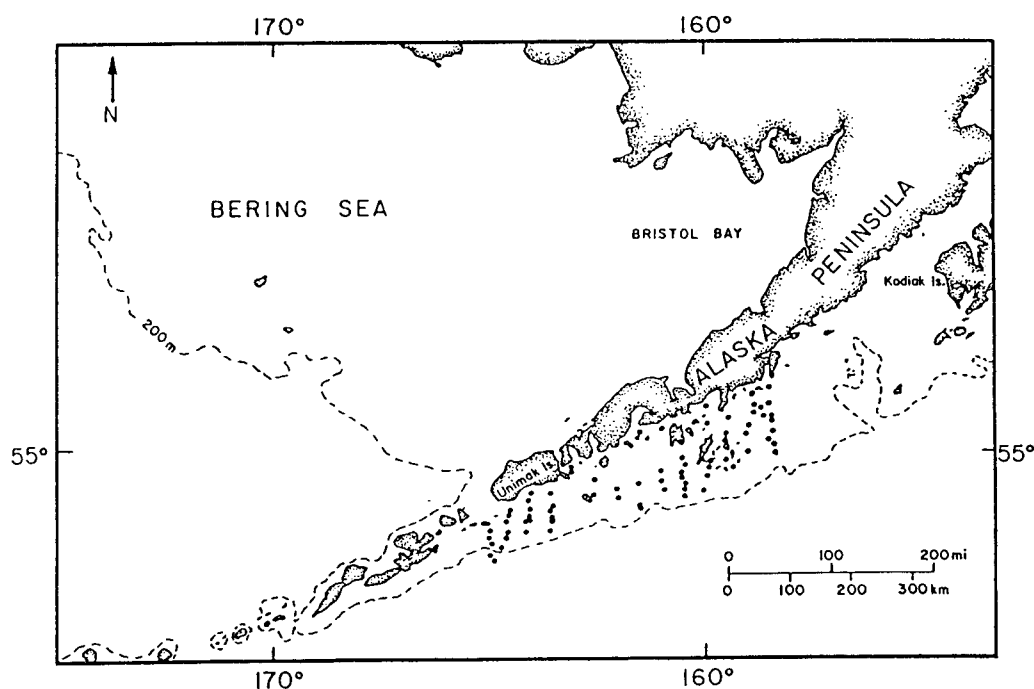 170° 160°
N
BERING SEA
BRISTOL BAY
PENINSULA
Kodiak Is.
200m
ALASKA
55° 55°
Unimak Is.
0 100 200 mi
0 100 200 300 km
170° 160°